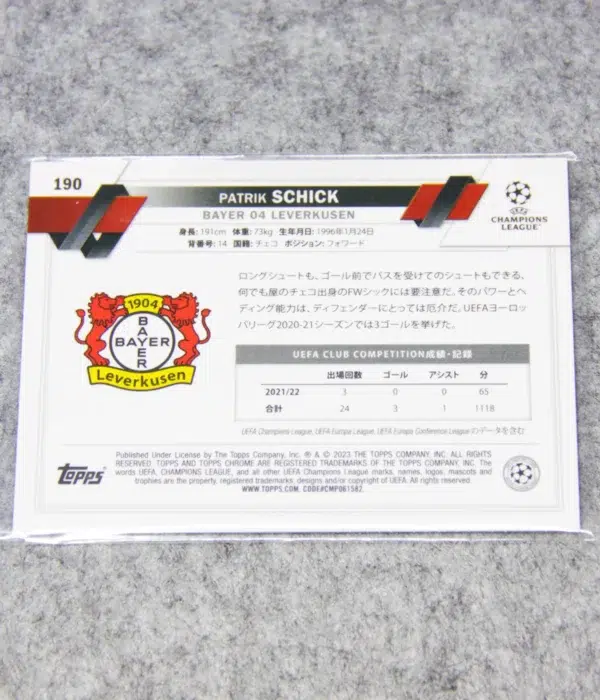 190
PATRIK SCHICK
BAYER 04 LEVERKUSEN
身長: 191cm 体重: 73kg 生年月日: 1996年1月24日
背番号: 14 国籍: チェコ ポジション: フォワード
UEFA
CHAMPIONS
LEAGUE
1904
BAYER
BAYER
Leverkusen
ロングシュートも、ゴール前でパスを受けてのシュートもできる、
何でも屋のチェコ出身のFWシックには要注意だ。そのパワーとヘ
ディング能力は、ディフェンダーにとっては厄介だ。UEFAヨーロッ
パリーグ2020-21シーズンでは3ゴールを挙げた。
UEFA CLUB COMPETITION成績・記録
出場回数 ゴール アシスト 分
2021/22 3 0 0 65
合計 24 3 1 1118
UEFA Champions League, UEFA Europa League, UEFA Europa Conference Leagueのデータを含む
Topps
Published Under License by The Topps Company, Inc. ® & © 2023 THE TOPPS COMPANY, INC. ALL RIGHTS
RESERVED. TOPPS AND TOPPS CHROME ARE REGISTERED TRADEMARKS OF THE TOPPS COMPANY, INC. The
words UEFA, CHAMPIONS LEAGUE, and all other UEFA Champions League marks, names, logos, mascots and
trophies are the property, registered trademarks, designs and/or copyright of UEFA. All rights reserved.
WWW.TOPPS.COM. CODE#CMP061582